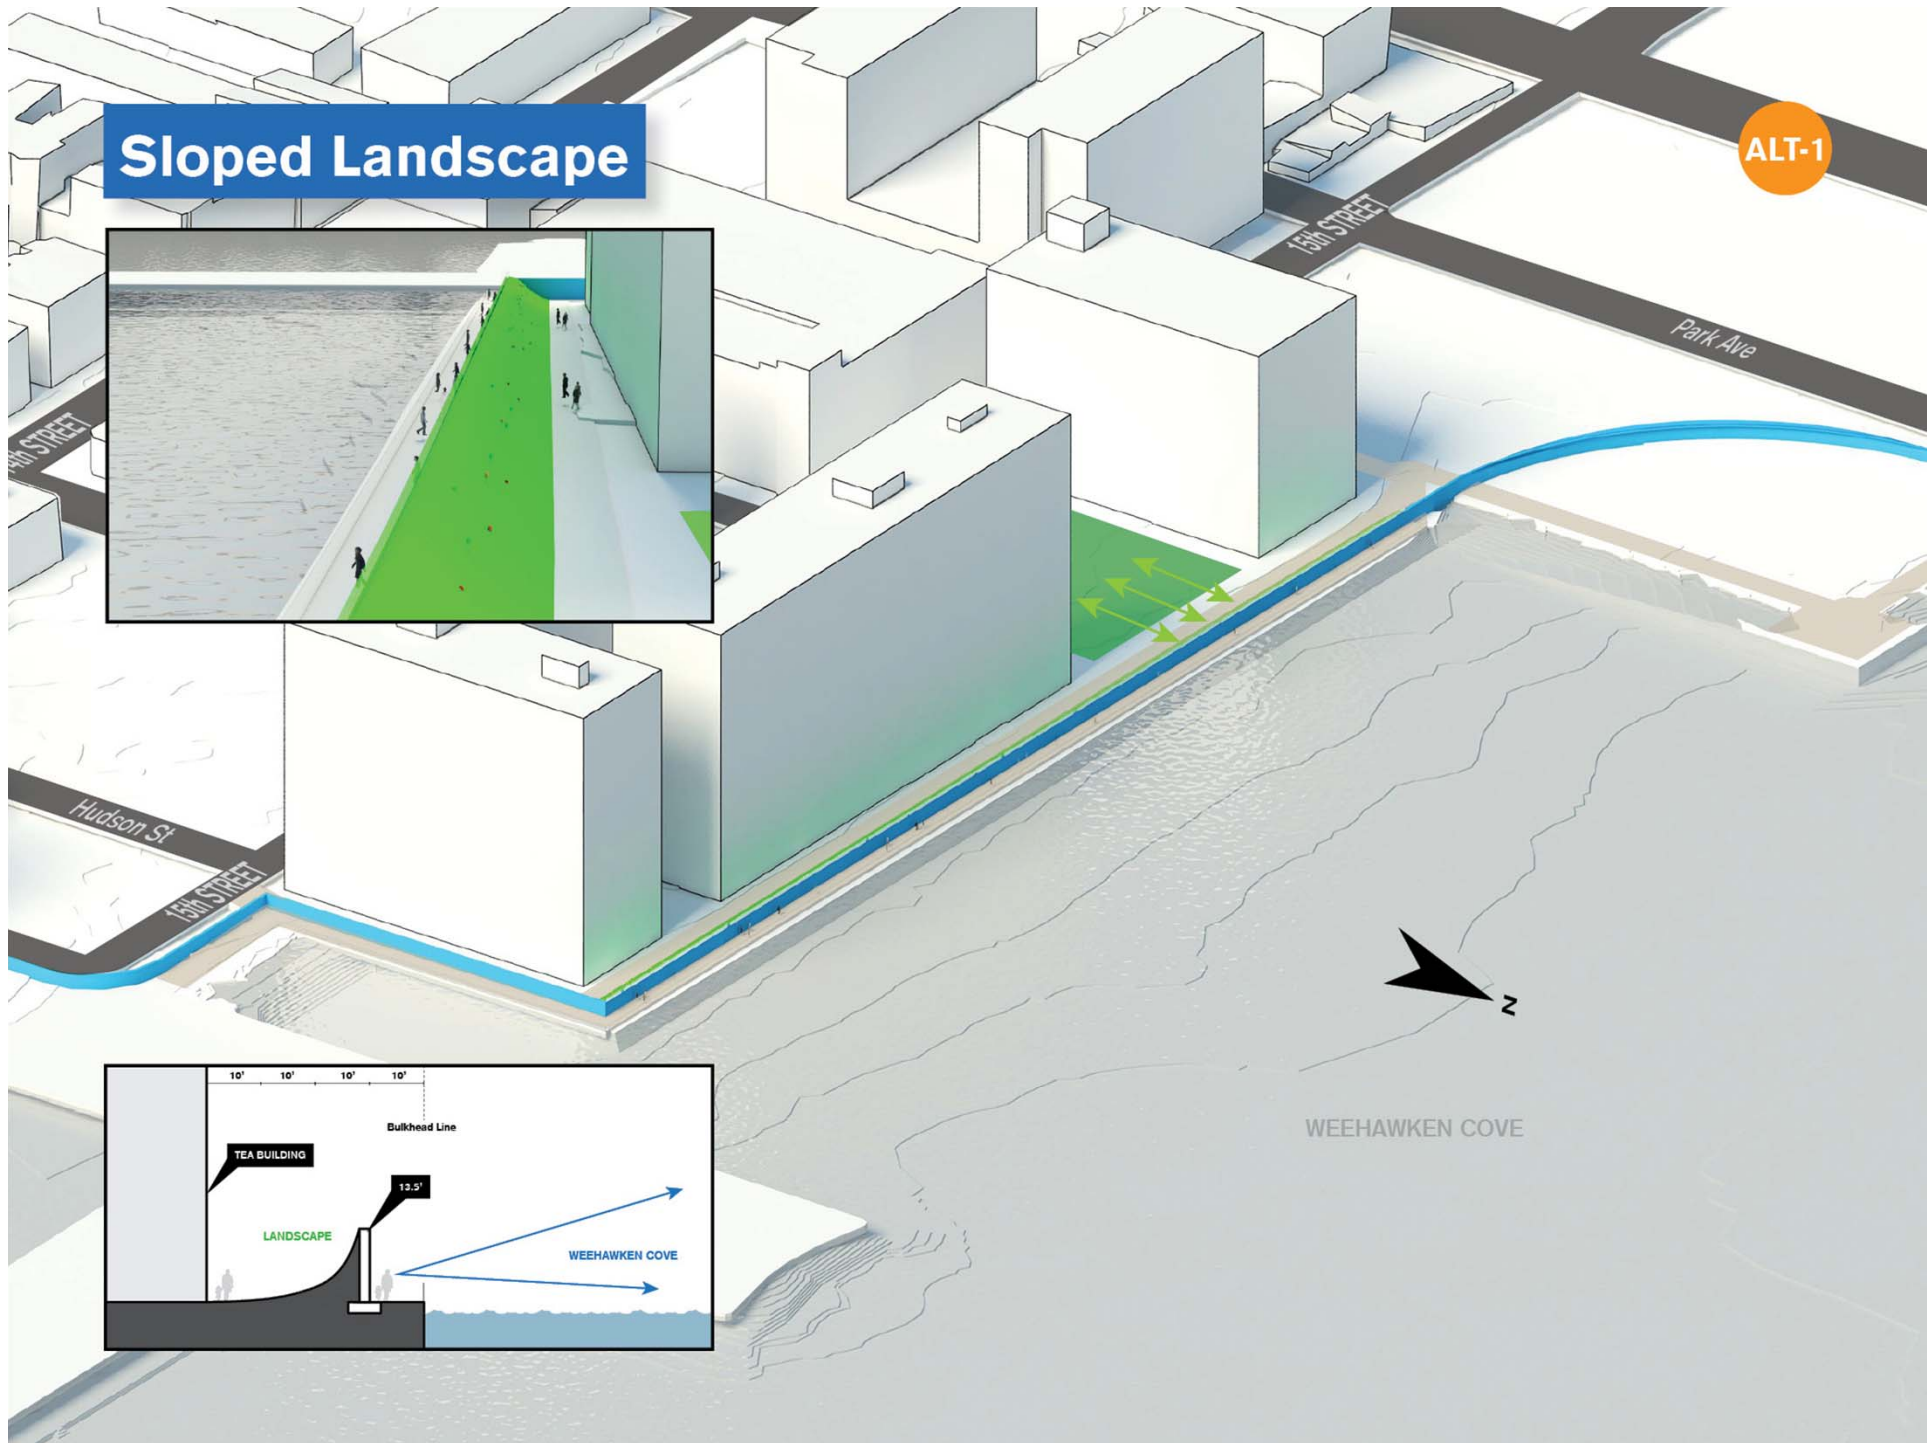 Sloped Landscape
ALT-1
15th STREET
Park Ave
14th STREET
Hudson St
15th STREET
N
WEEHAWKEN COVE
10' 10' 10' 10'
Bulkhead Line
TEA BUILDING
13.5'
LANDSCAPE
WEEHAWKEN COVE